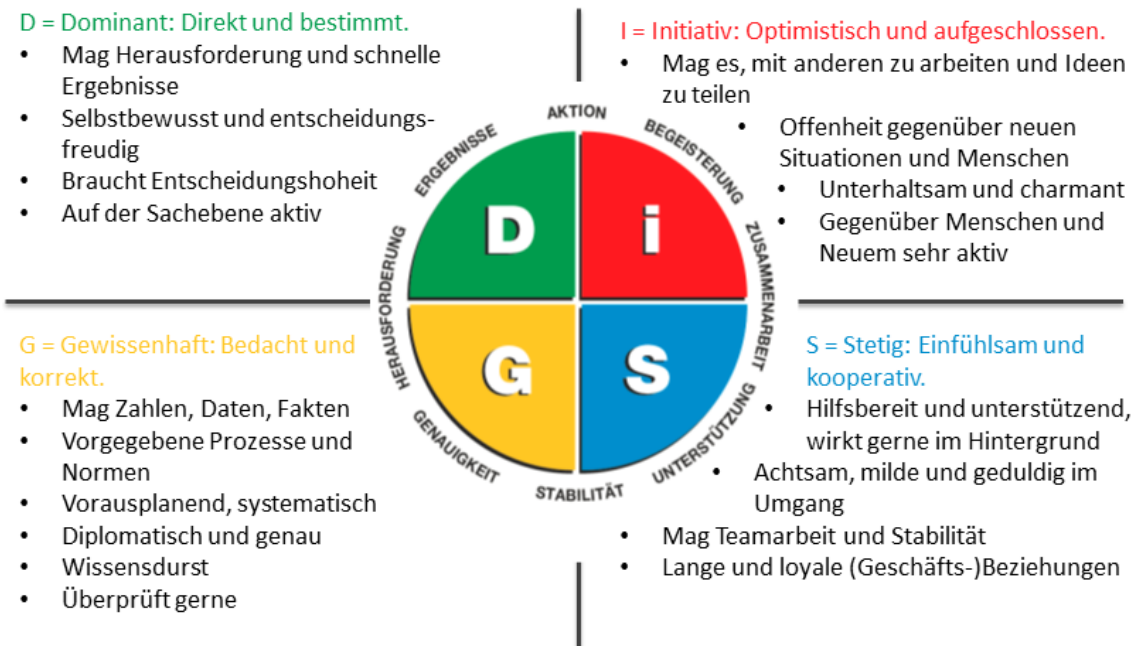 D = Dominant: Direkt und bestimmt.
• Mag Herausforderung und schnelle
Ergebnisse
• Selbstbewusst und entscheidungs-
freudig
• Braucht Entscheidungshoheit
• Auf der Sachebene aktiv
I = Initiativ: Optimistisch und aufgeschlossen.
• Mag es, mit anderen zu arbeiten und Ideen
zu teilen
• Offenheit gegenüber neuen
Situationen und Menschen
• Unterhaltsam und charmant
• Gegenüber Menschen und
Neuem sehr aktiv
AKTION
BEGEISTERUNG
ZUSAMMENARBEIT
UNTERSTÜTZUNG
STABILITÄT
GENAUIGKEIT
HERAUSFORDERUNG
ERGEBNISSE
D
i
G
S
G = Gewissenhaft: Bedacht und
korrekt.
• Mag Zahlen, Daten, Fakten
• Vorgegebene Prozesse und
Normen
• Vorausplanend, systematisch
• Diplomatisch und genau
• Wissensdurst
• Überprüft gerne
S = Stetig: Einfühlsam und
kooperativ.
• Hilfsbereit und unterstützend,
wirkt gerne im Hintergrund
• Achtsam, milde und geduldig im
Umgang
• Mag Teamarbeit und Stabilität
• Lange und loyale (Geschäfts-)Beziehungen